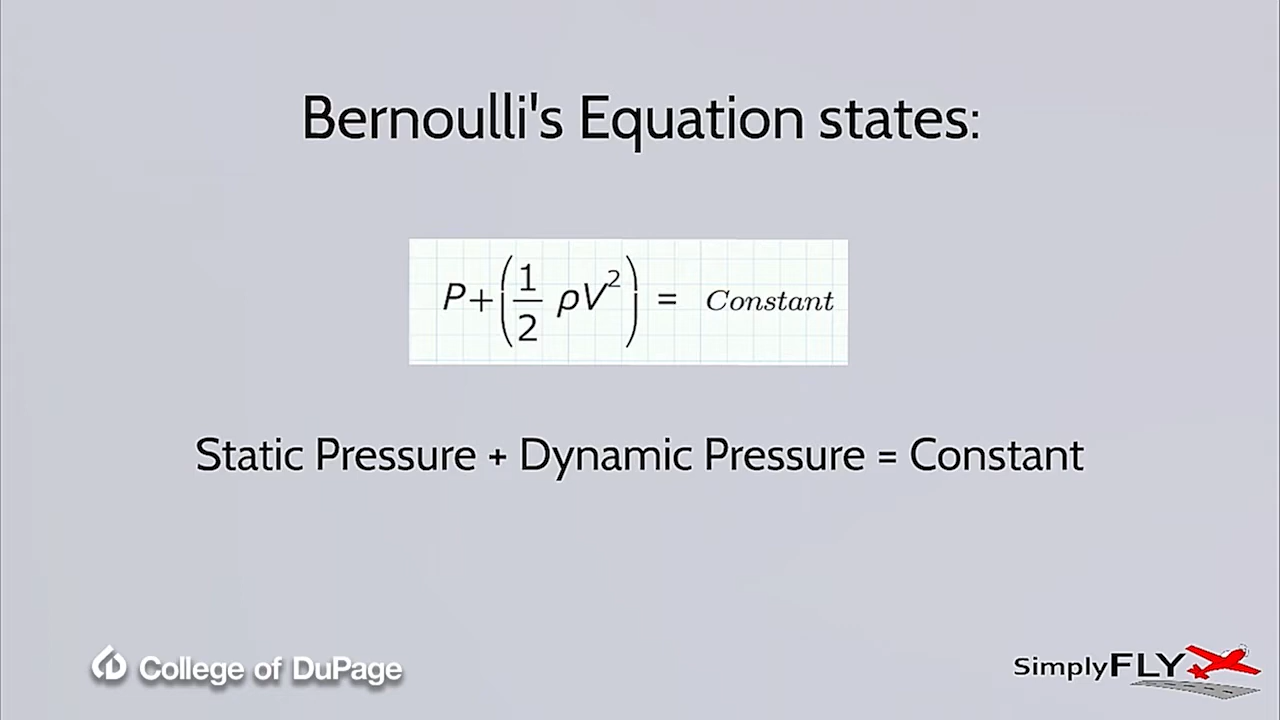 Bernoulli's Equation states:
P+(1/2 ρV²) = Constant
Static Pressure + Dynamic Pressure = Constant
College of DuPage
SimplyFLY